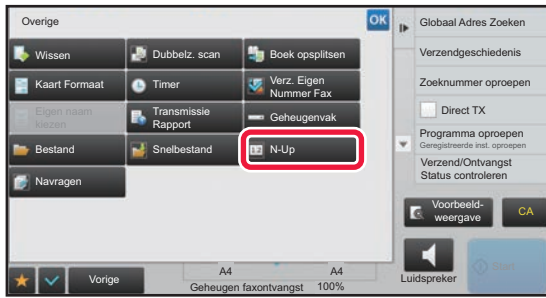 Overige
OK
Wissen
Dubbelz. scan
Boek opsplitsen
Kaart Formaat
Timer
Verz. Eigen
Nummer Fax
Eigen naam
kiezen
Transmissie
Rapport
Geheugenvak
Bestand
Snelbestand
N-Up
Navragen
Vorige
A4
A4
Geheugen faxontvangst
100%
Globaal Adres Zoeken
Verzendgeschiedenis
Zoeknummer oproepen
Direct TX
Programma oproepen
Geregistreerde inst. oproepen
Verzend/Ontvangst
Status controleren
Voorbeeld-
weergave
CA
Luidspreker
Start